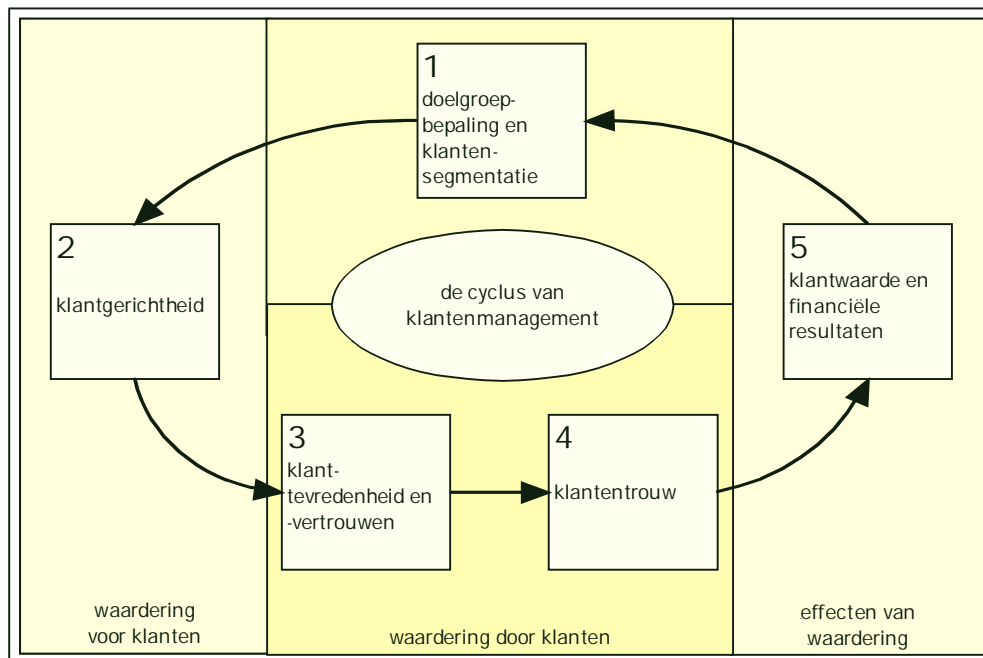 1
doelgroep-
bepaling en
klanten-
segmentatie
2
klantgerichtheid
de cyclus van
klantenmanagement
5
klantwaarde en
financiële
resultaten
3
klant-
tevredenheid en
-vertrouwen
4
klantentrouw
waardering
voor klanten
waardering door klanten
effecten van
waardering